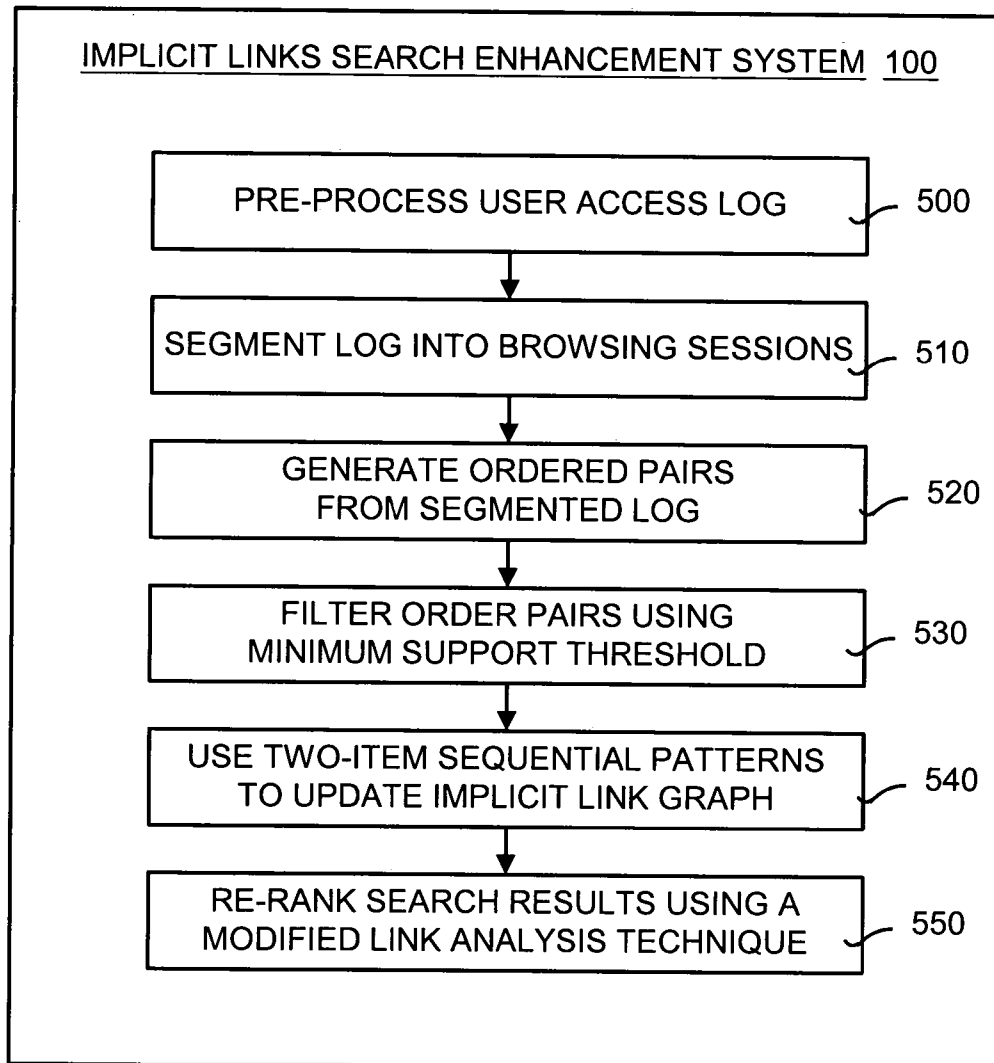 IMPLICIT LINKS SEARCH ENHANCEMENT SYSTEM 100
PRE-PROCESS USER ACCESS LOG
500
SEGMENT LOG INTO BROWSING SESSIONS
510
GENERATE ORDERED PAIRS
FROM SEGMENTED LOG
520
FILTER ORDER PAIRS USING
MINIMUM SUPPORT THRESHOLD
530
USE TWO-ITEM SEQUENTIAL PATTERNS
TO UPDATE IMPLICIT LINK GRAPH
540
RE-RANK SEARCH RESULTS USING A
MODIFIED LINK ANALYSIS TECHNIQUE
550